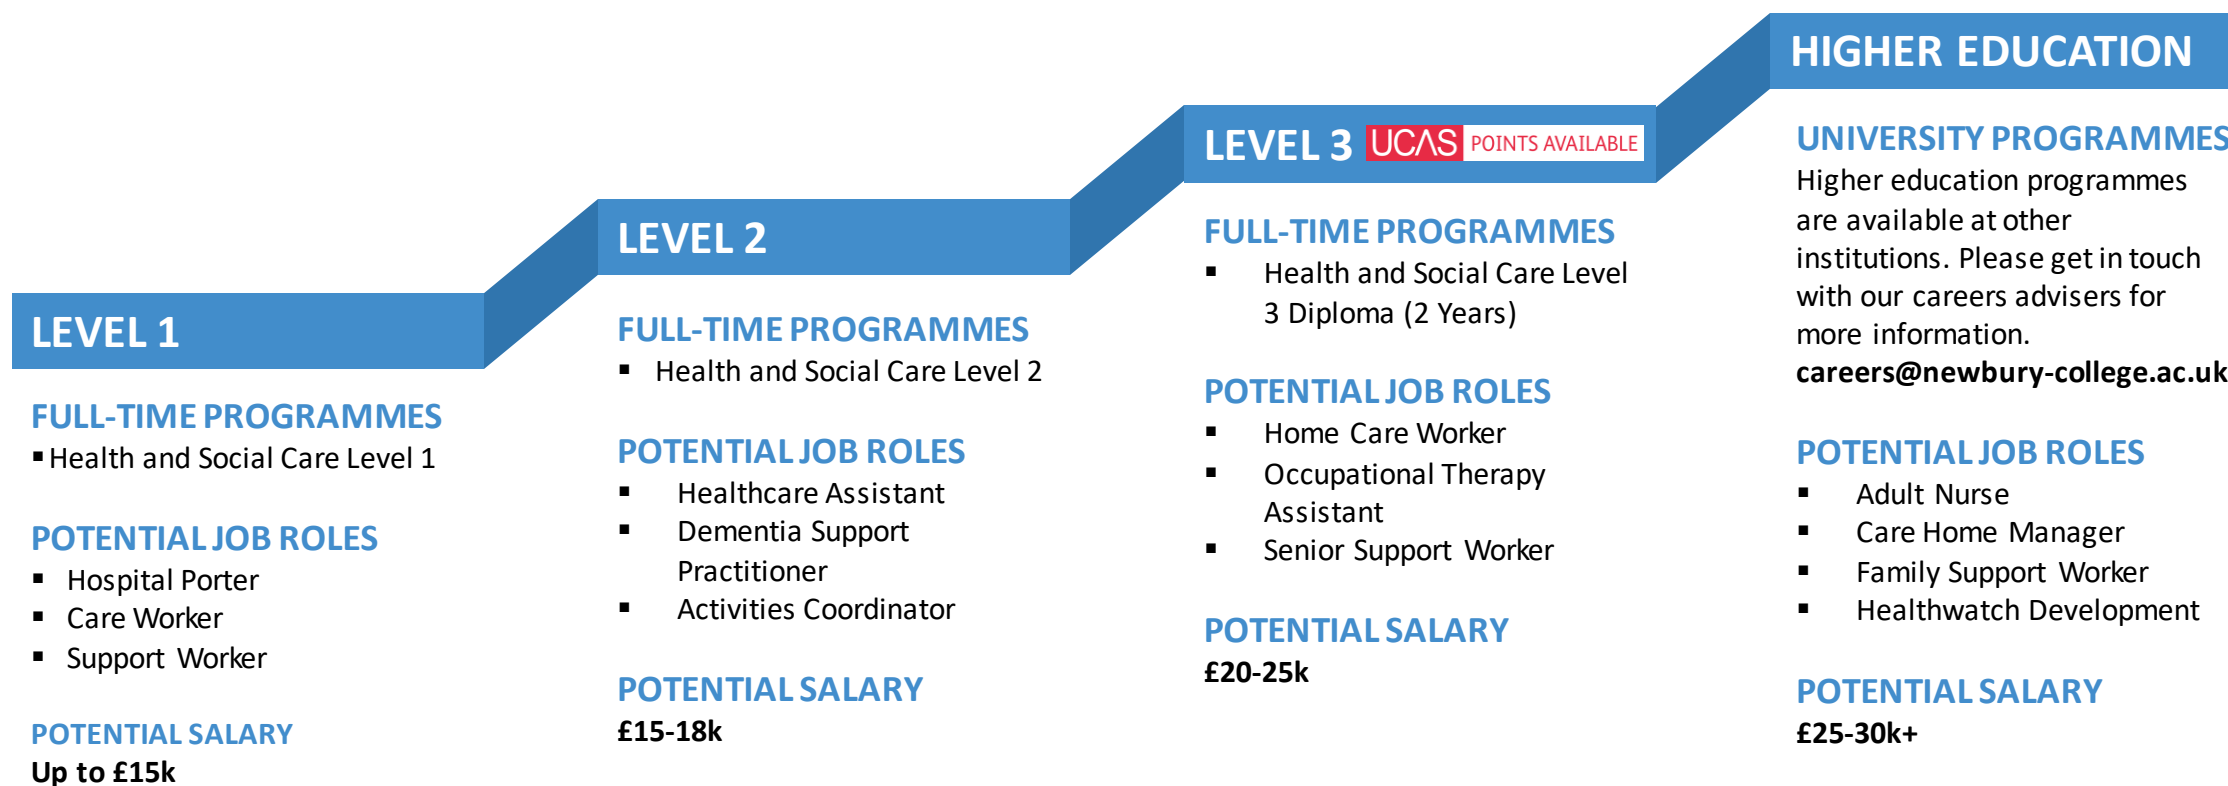 LEVEL 1
FULL-TIME PROGRAMMES
▪ Health and Social Care Level 1
POTENTIAL JOB ROLES
▪ Hospital Porter
▪ Care Worker
▪ Support Worker
POTENTIAL SALARY
Up to £15k
LEVEL 2
FULL-TIME PROGRAMMES
▪ Health and Social Care Level 2
POTENTIAL JOB ROLES
▪ Healthcare Assistant
▪ Dementia Support
Practitioner
▪ Activities Coordinator
POTENTIAL SALARY
£15-18k
LEVEL 3 UCAS POINTS AVAILABLE
FULL-TIME PROGRAMMES
▪ Health and Social Care Level
3 Diploma (2 Years)
POTENTIAL JOB ROLES
▪ Home Care Worker
▪ Occupational Therapy
Assistant
▪ Senior Support Worker
POTENTIAL SALARY
£20-25k
HIGHER EDUCATION
UNIVERSITY PROGRAMMES
Higher education programmes
are available at other
institutions. Please get in touch
with our careers advisers for
more information.
careers@newbury-college.ac.uk
POTENTIAL JOB ROLES
▪ Adult Nurse
▪ Care Home Manager
▪ Family Support Worker
▪ Healthwatch Development
POTENTIAL SALARY
£25-30k+